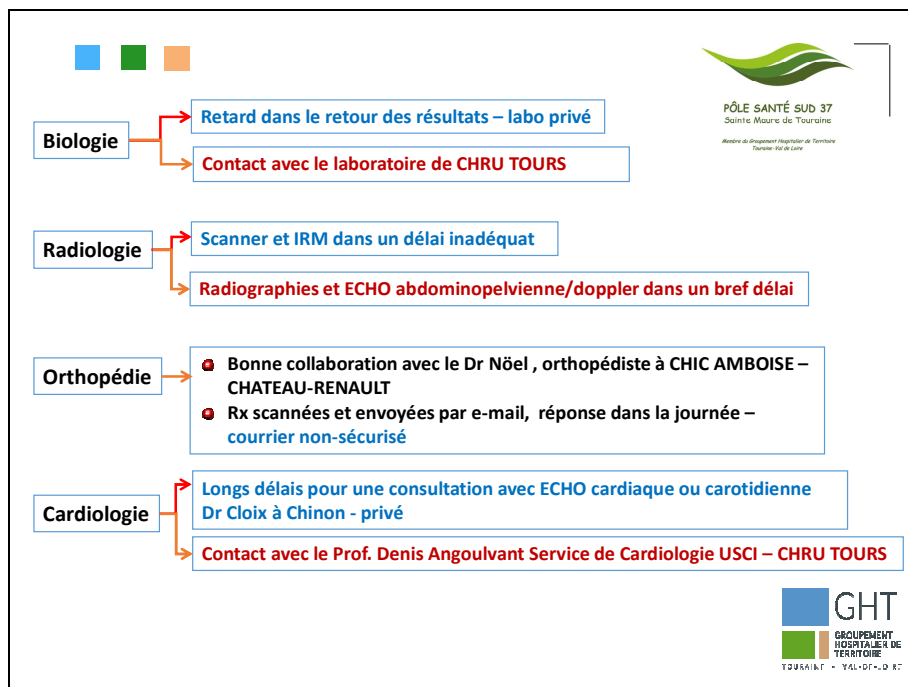 PÔLE SANTÉ SUD 37
Sainte Maure de Touraine
Membre du Groupement Hospitalier de Territoire
Touraine-Val de Loire
Biologie
Retard dans le retour des résultats – labo privé
Contact avec le laboratoire de CHRU TOURS
Radiologie
Scanner et IRM dans un délai inadéquat
Radiographies et ECHO abdominopelvienne/doppler dans un bref délai
Orthopédie
Bonne collaboration avec le Dr Nöel , orthopédiste à CHIC AMBOISE –
CHATEAU-RENAULT
Rx scannées et envoyées par e-mail, réponse dans la journée –
courrier non-sécurisé
Cardiologie
Longs délais pour une consultation avec ECHO cardiaque ou carotidienne
Dr Cloix à Chinon - privé
Contact avec le Prof. Denis Angoulvant Service de Cardiologie USCI – CHRU TOURS
GHT
GROUPEMENT
HOSPITALIER DE
TERRITOIRE
TOURAINE - VAL-DE-LOIRE